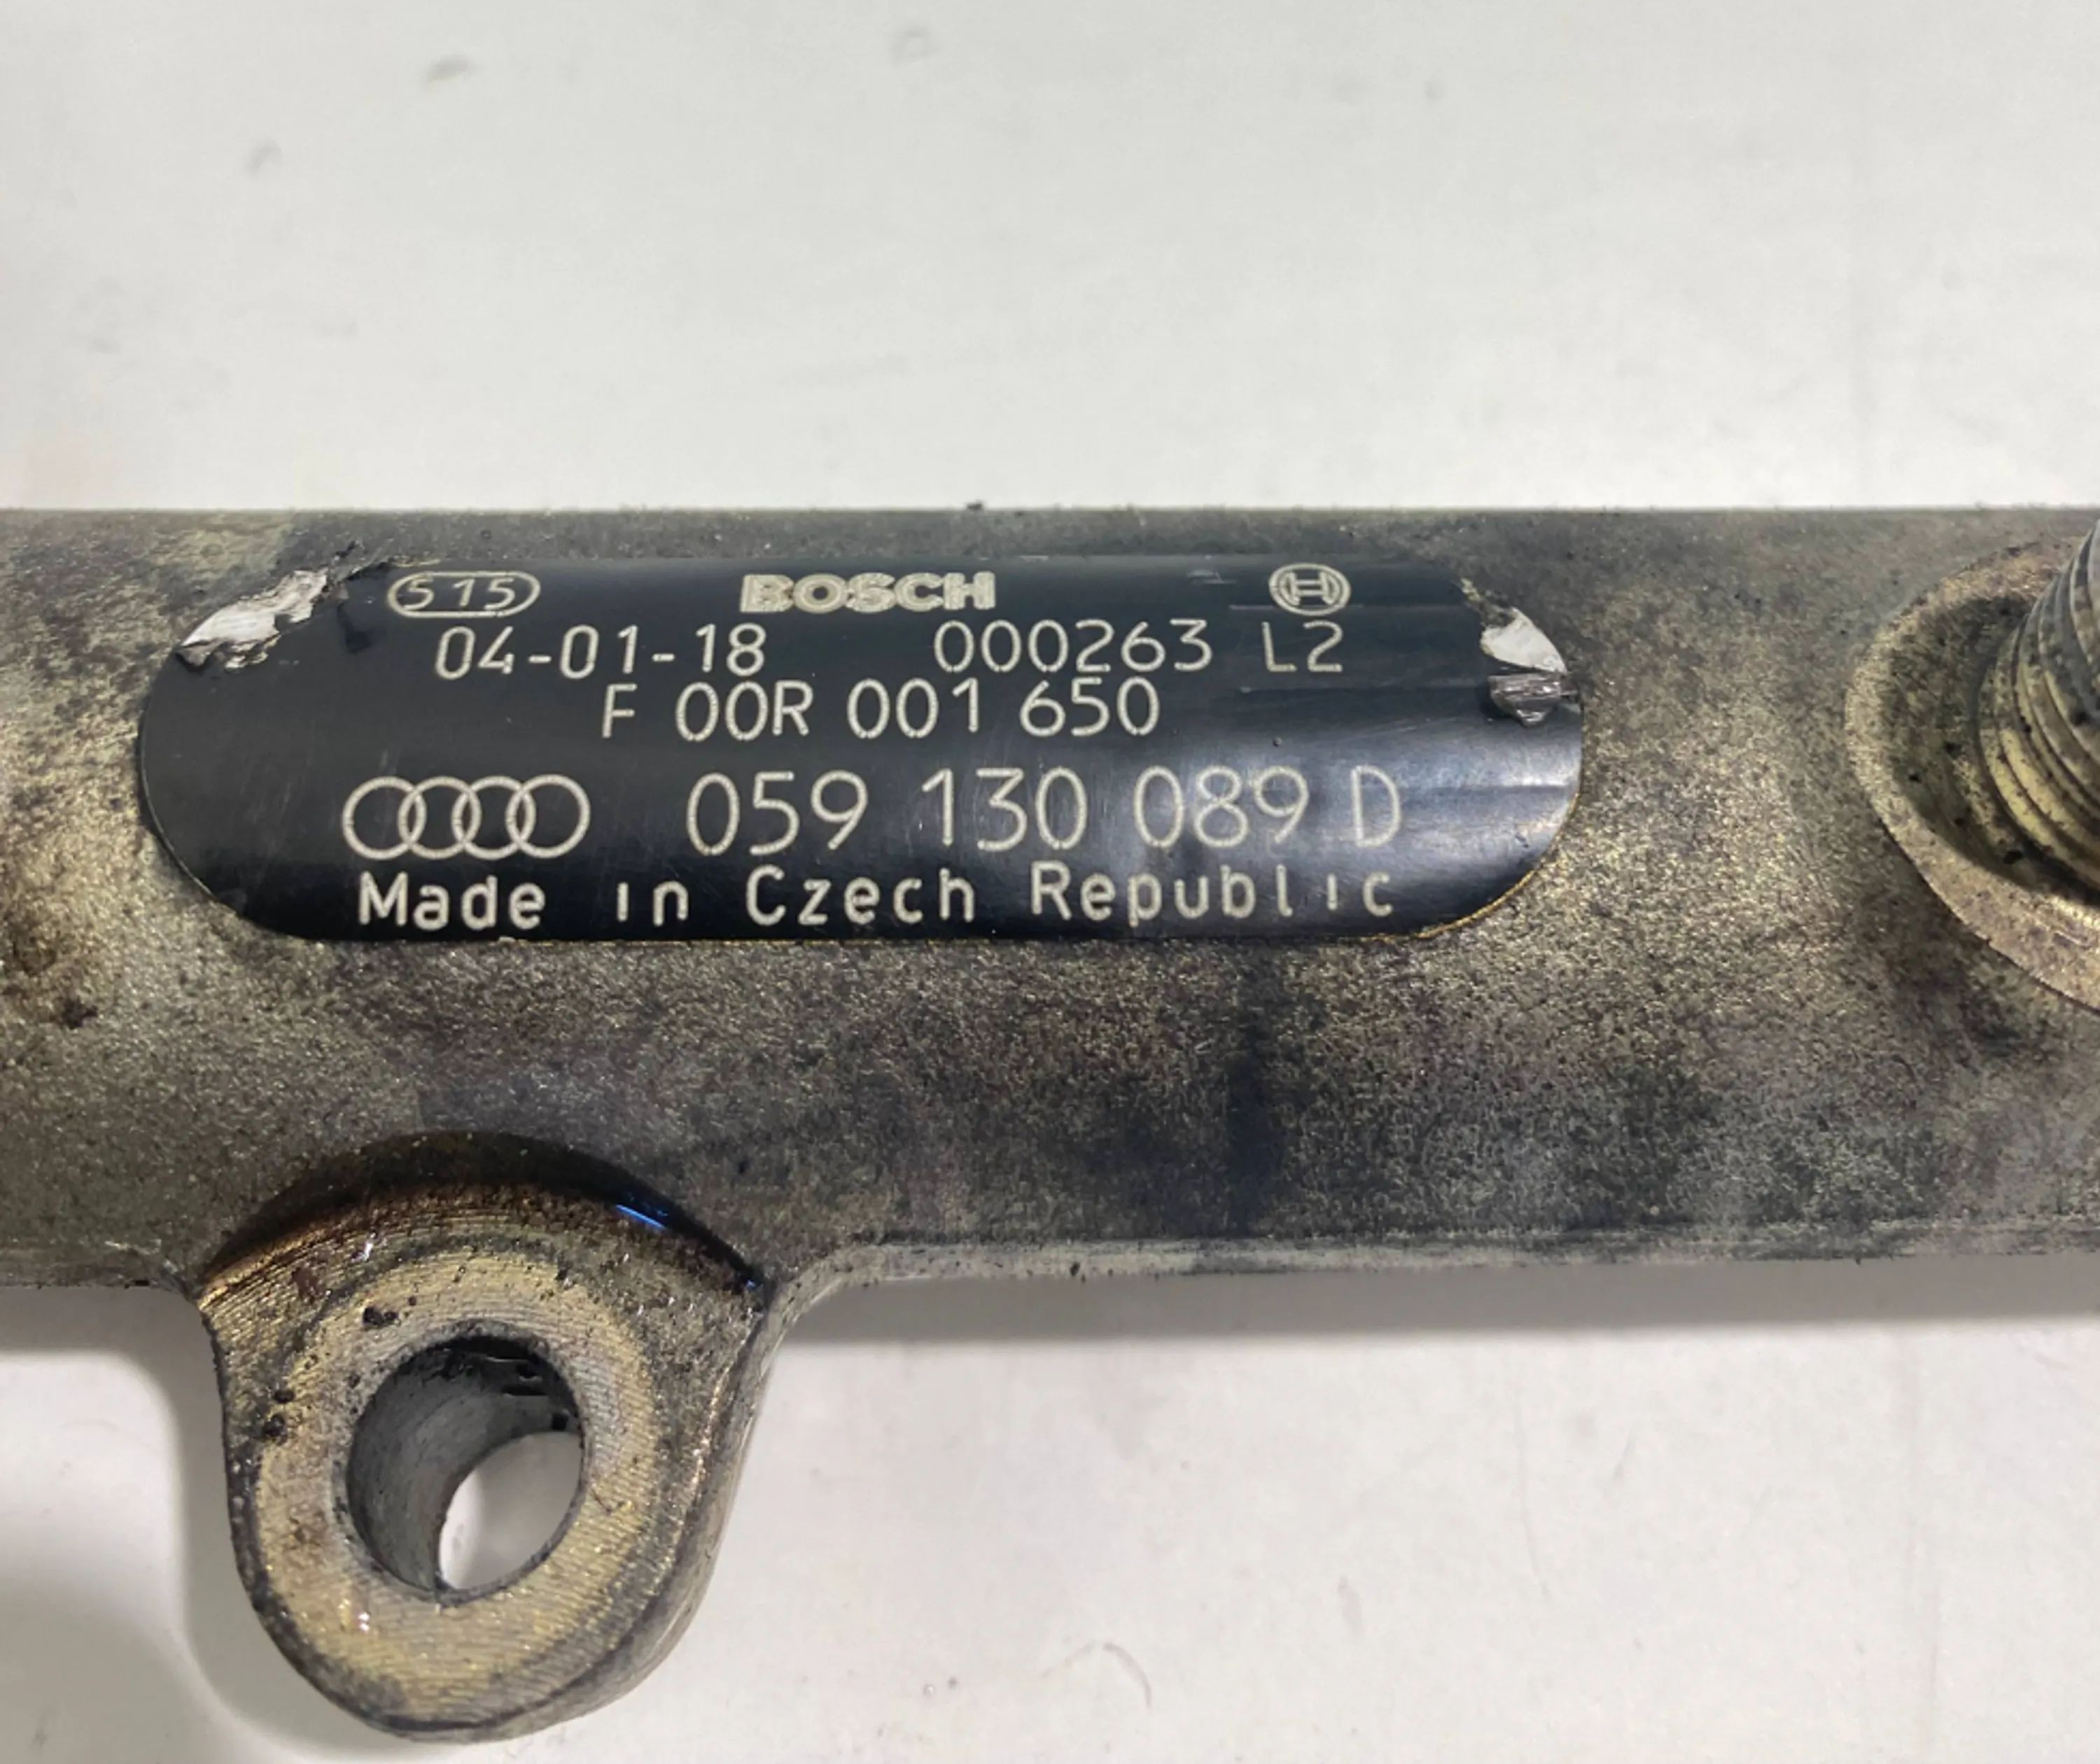 515 BOSCH
04-01-18 000263 L2
F 00R 001 650
059 130 089 D
Made in Czech Republic